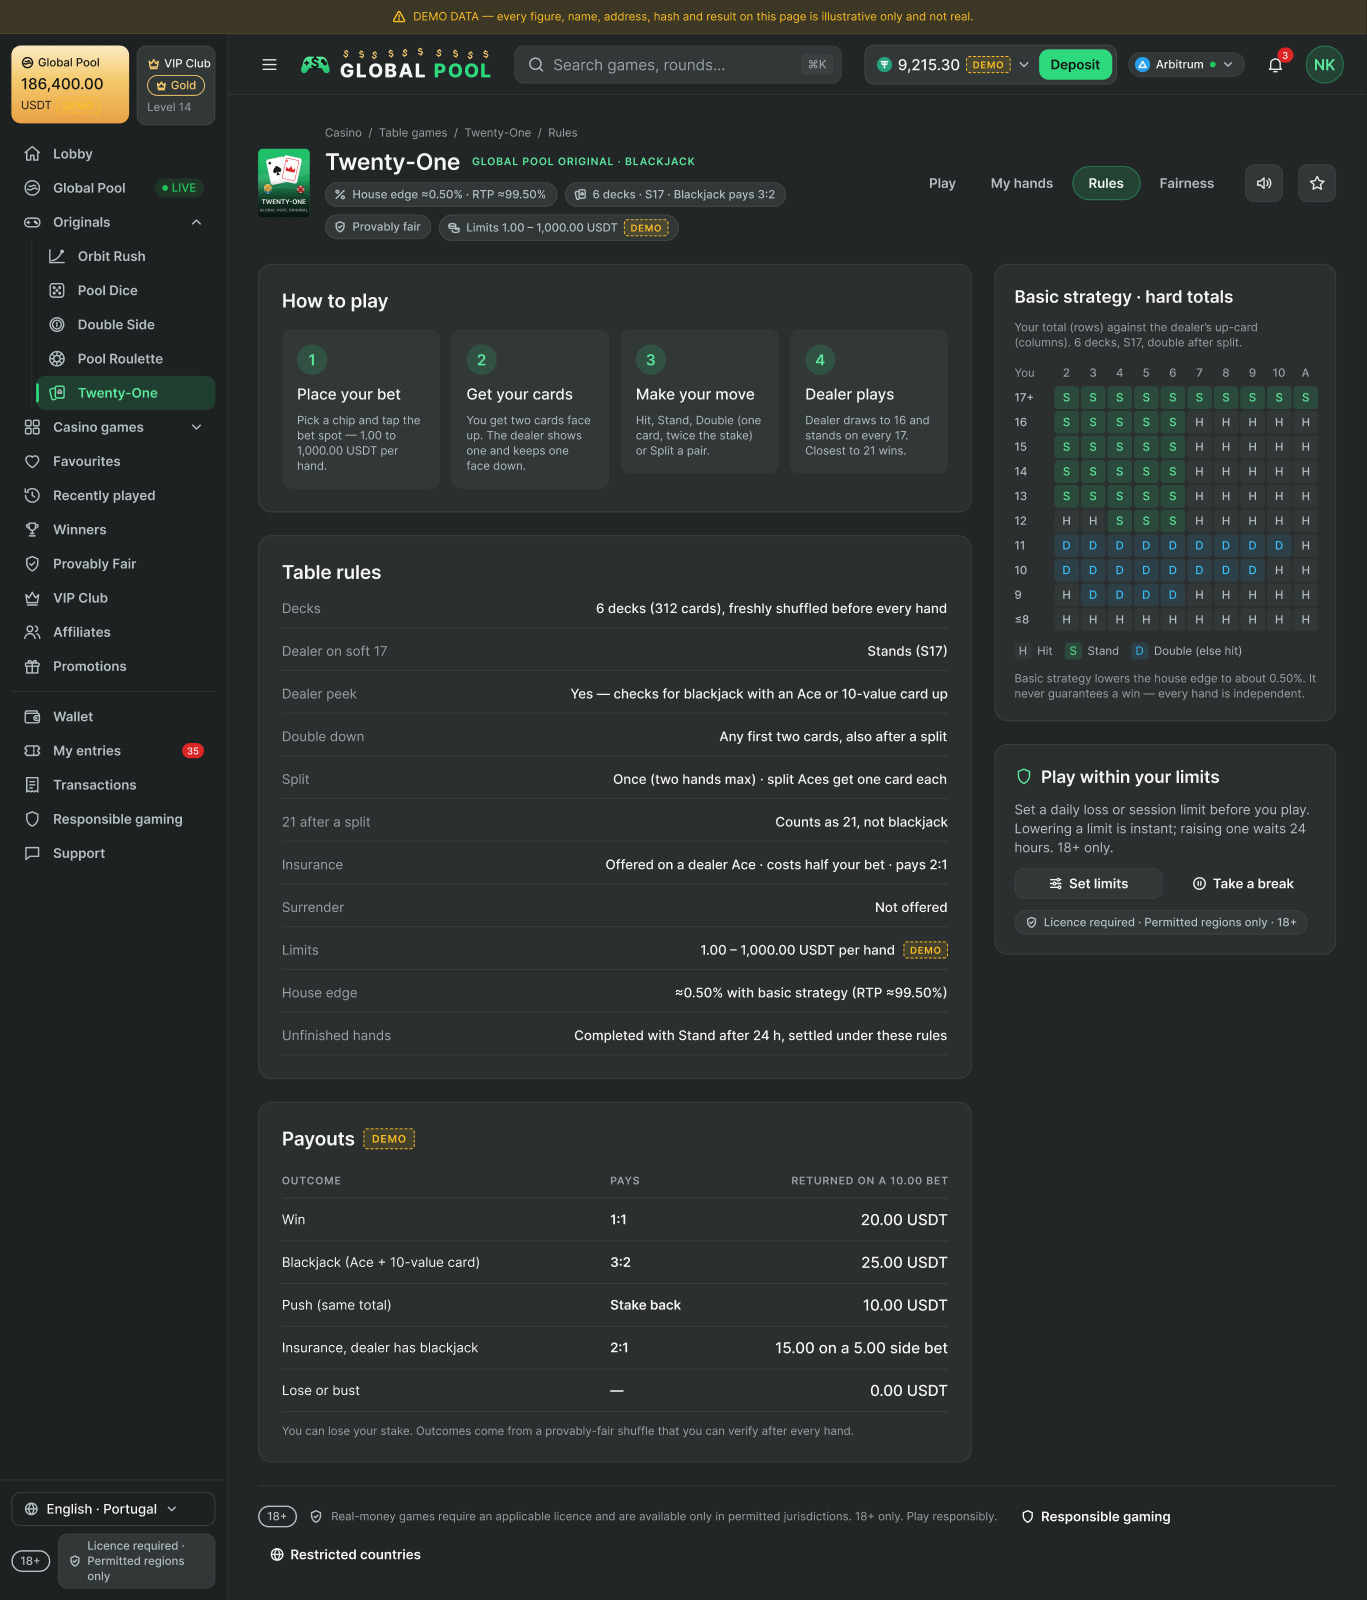 DEMO DATA — every figure, name, address, hash and result on this page is illustrative only and not real.
Global Pool
186,400.00
USDT DEMO
VIP Club
Gold
Level 14
GLOBAL POOL
Search games, rounds...
⌘K
9,215.30 DEMO
Deposit
Arbitrum
3
NK
Lobby
Global Pool LIVE
Originals
Orbit Rush
Pool Dice
Double Side
Pool Roulette
Twenty-One
Casino games
Favourites
Recently played
Winners
Provably Fair
VIP Club
Affiliates
Promotions
Wallet
My entries 35
Transactions
Responsible gaming
Support
English · Portugal
18+
Licence required ·
Permitted regions
only
Casino / Table games / Twenty-One / Rules
TWENTY-ONE
GLOBAL POOL ORIGINAL
Twenty-One GLOBAL POOL ORIGINAL · BLACKJACK
House edge ≈0.50% · RTP ≈99.50%
6 decks · S17 · Blackjack pays 3:2
Provably fair
Limits 1.00 – 1,000.00 USDT DEMO
Play
My hands
Rules
Fairness
How to play
1
Place your bet
Pick a chip and tap the
bet spot — 1.00 to
1,000.00 USDT per
hand.
2
Get your cards
You get two cards face
up. The dealer shows
one and keeps one
face down.
3
Make your move
Hit, Stand, Double (one
card, twice the stake)
or Split a pair.
4
Dealer plays
Dealer draws to 16 and
stands on every 17.
Closest to 21 wins.
Table rules
Decks 6 decks (312 cards), freshly shuffled before every hand
Dealer on soft 17 Stands (S17)
Dealer peek Yes — checks for blackjack with an Ace or 10-value card up
Double down Any first two cards, also after a split
Split Once (two hands max) · split Aces get one card each
21 after a split Counts as 21, not blackjack
Insurance Offered on a dealer Ace · costs half your bet · pays 2:1
Surrender Not offered
Limits 1.00 – 1,000.00 USDT per hand DEMO
House edge ≈0.50% with basic strategy (RTP ≈99.50%)
Unfinished hands Completed with Stand after 24 h, settled under these rules
Payouts DEMO
OUTCOME PAYS RETURNED ON A 10.00 BET
Win 1:1 20.00 USDT
Blackjack (Ace + 10-value card) 3:2 25.00 USDT
Push (same total) Stake back 10.00 USDT
Insurance, dealer has blackjack 2:1 15.00 on a 5.00 side bet
Lose or bust — 0.00 USDT
You can lose your stake. Outcomes come from a provably-fair shuffle that you can verify after every hand.
Basic strategy · hard totals
Your total (rows) against the dealer's up-card
(columns). 6 decks, S17, double after split.
You 2 3 4 5 6 7 8 9 10 A
17+ S S S S S S S S S S
16 S S S S S H H H H H
15 S S S S S H H H H H
14 S S S S S H H H H H
13 S S S S S H H H H H
12 H H S S S H H H H H
11 D D D D D D D D D H
10 D D D D D D D D H H
9 H D D D D H H H H H
≤8 H H H H H H H H H H
H Hit S Stand D Double (else hit)
Basic strategy lowers the house edge to about 0.50%. It
never guarantees a win — every hand is independent.
Play within your limits
Set a daily loss or session limit before you play.
Lowering a limit is instant; raising one waits 24
hours. 18+ only.
Set limits
Take a break
Licence required · Permitted regions only · 18+
18+ Real-money games require an applicable licence and are available only in permitted jurisdictions. 18+ only. Play responsibly.
Responsible gaming
Restricted countries